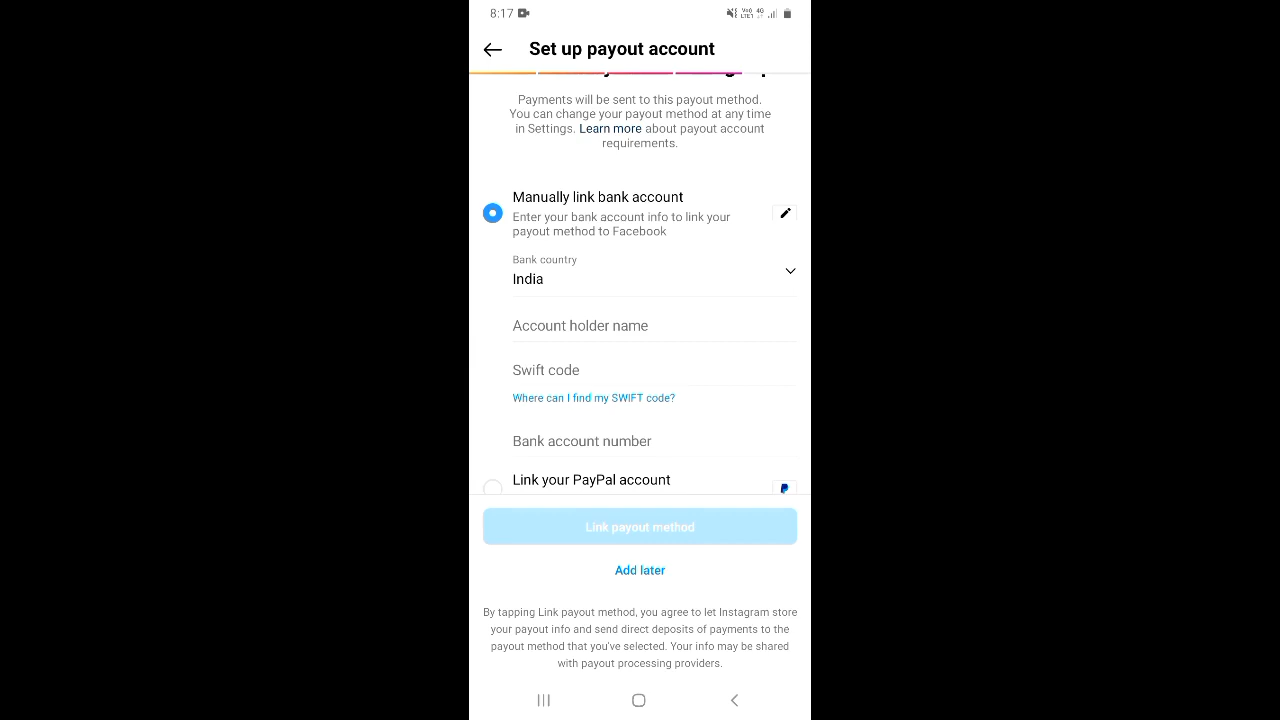 8:17
Set up payout account
Payments will be sent to this payout method.
You can change your payout method at any time
in Settings. Learn more about payout account
requirements.
Manually link bank account
Enter your bank account info to link your
payout method to Facebook
Bank country
India
Account holder name
Swift code
Where can I find my SWIFT code?
Bank account number
Link your PayPal account
Link payout method
Add later
By tapping Link payout method, you agree to let Instagram store
your payout info and send direct deposits of payments to the
payout method that you've selected. Your info may be shared
with payout processing providers.